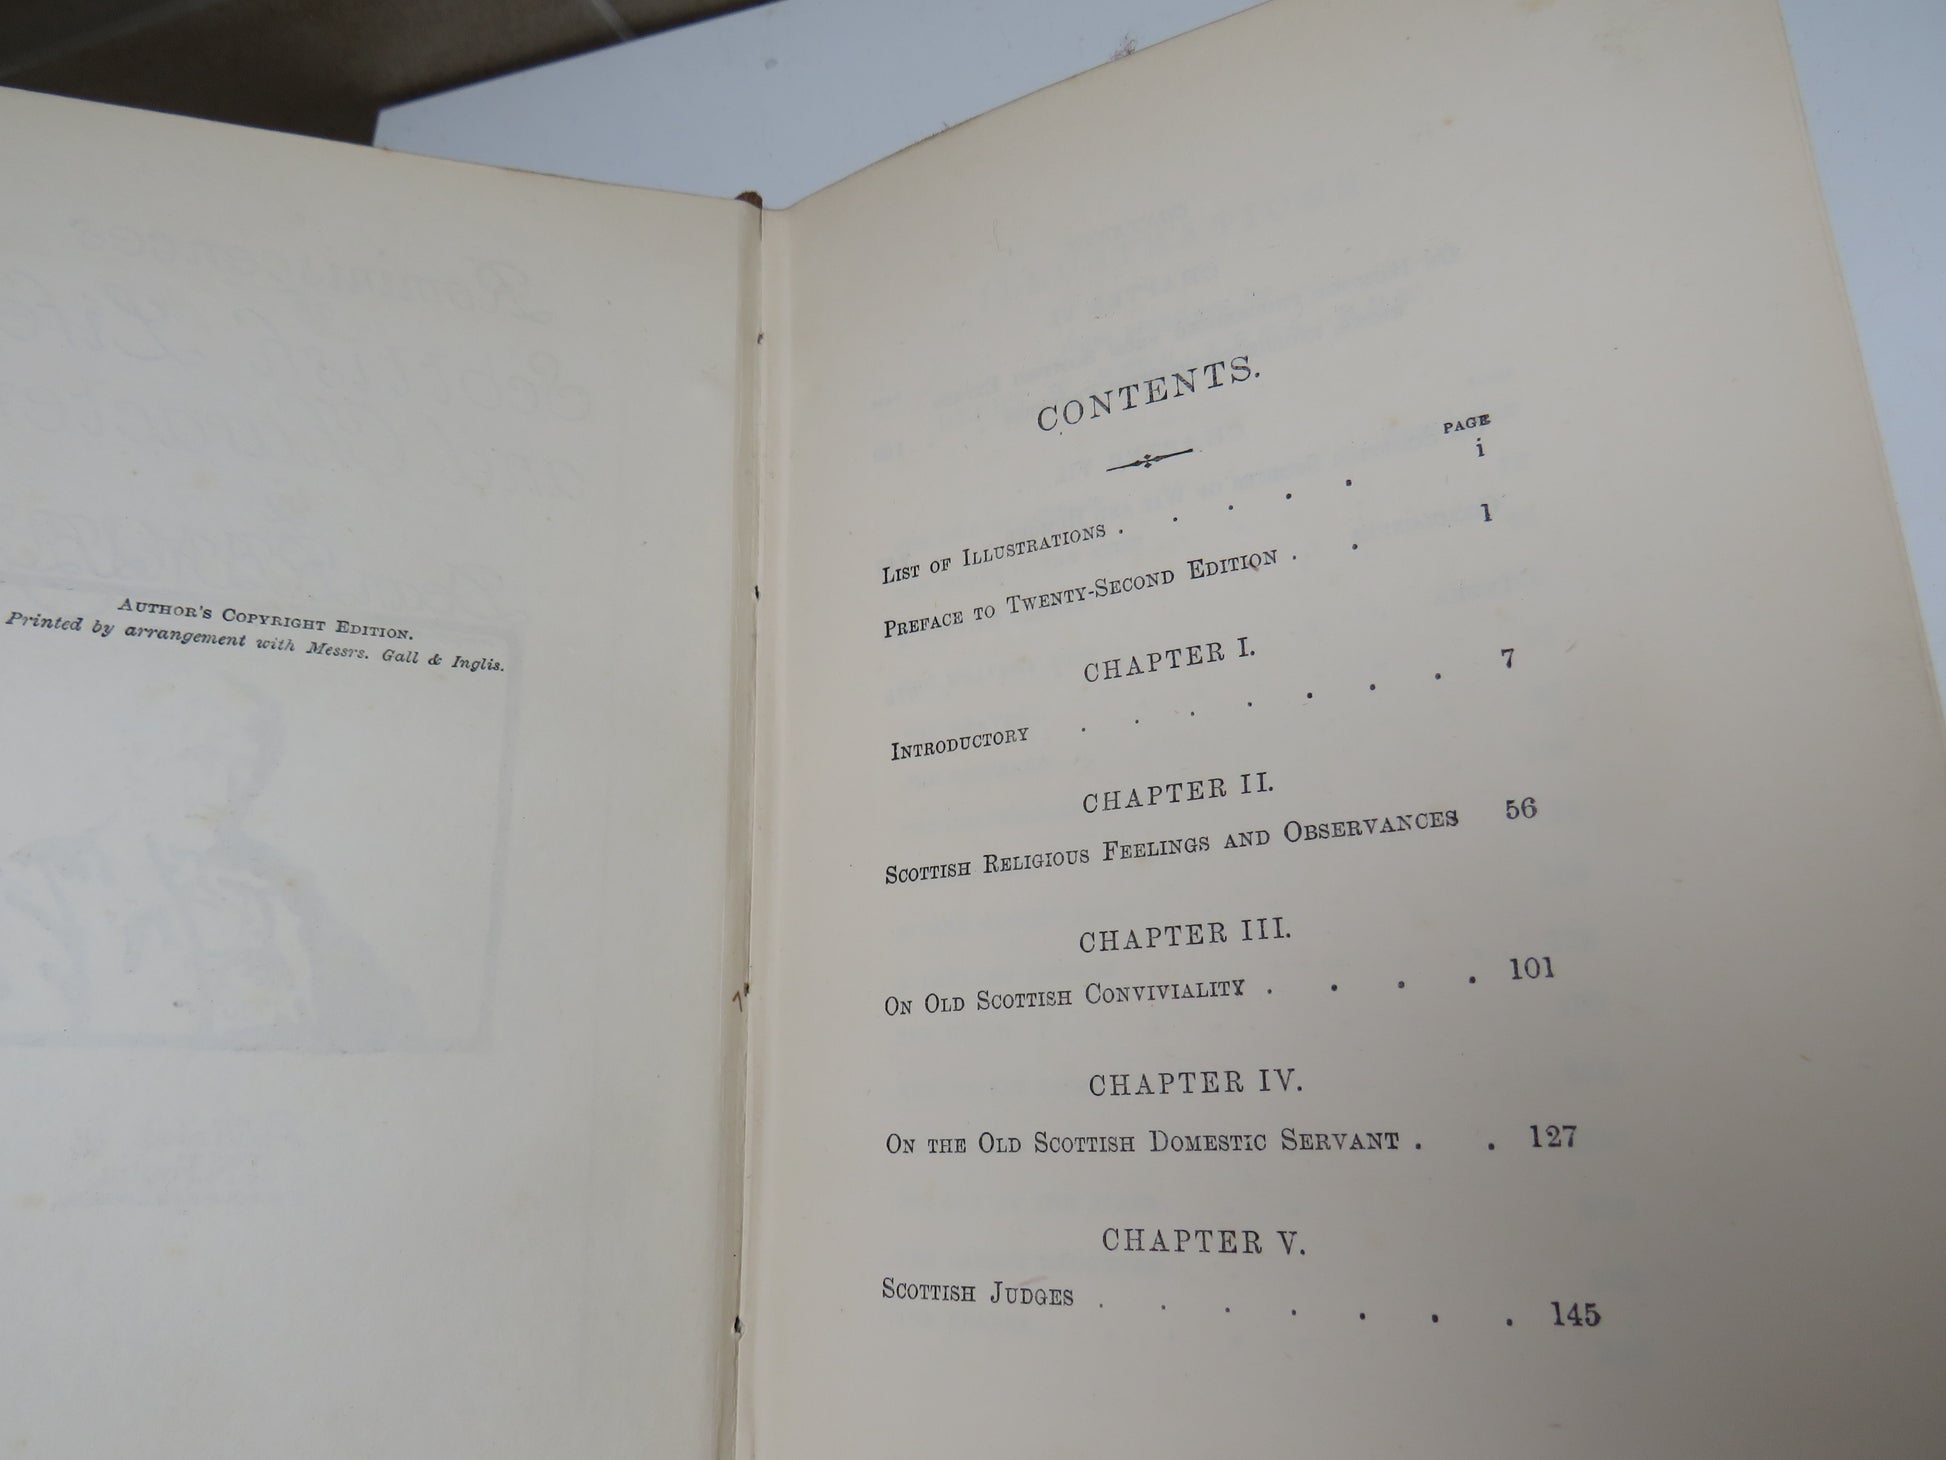 AUTHOR'S COPYRIGHT EDITION.
Printed by arrangement with Messrs. Gall & Inglis.
CONTENTS.
PAGE
LIST OF ILLUSTRATIONS . . . . . i
PREFACE TO TWENTY-SECOND EDITION . . 1
CHAPTER I.
INTRODUCTORY . . . . . . . 7
CHAPTER II.
SCOTTISH RELIGIOUS FEELINGS AND OBSERVANCES 56
CHAPTER III.
ON OLD SCOTTISH CONVIVIALITY . . . . 101
CHAPTER IV.
ON THE OLD SCOTTISH DOMESTIC SERVANT . . 127
CHAPTER V.
SCOTTISH JUDGES . . . . . . . 145